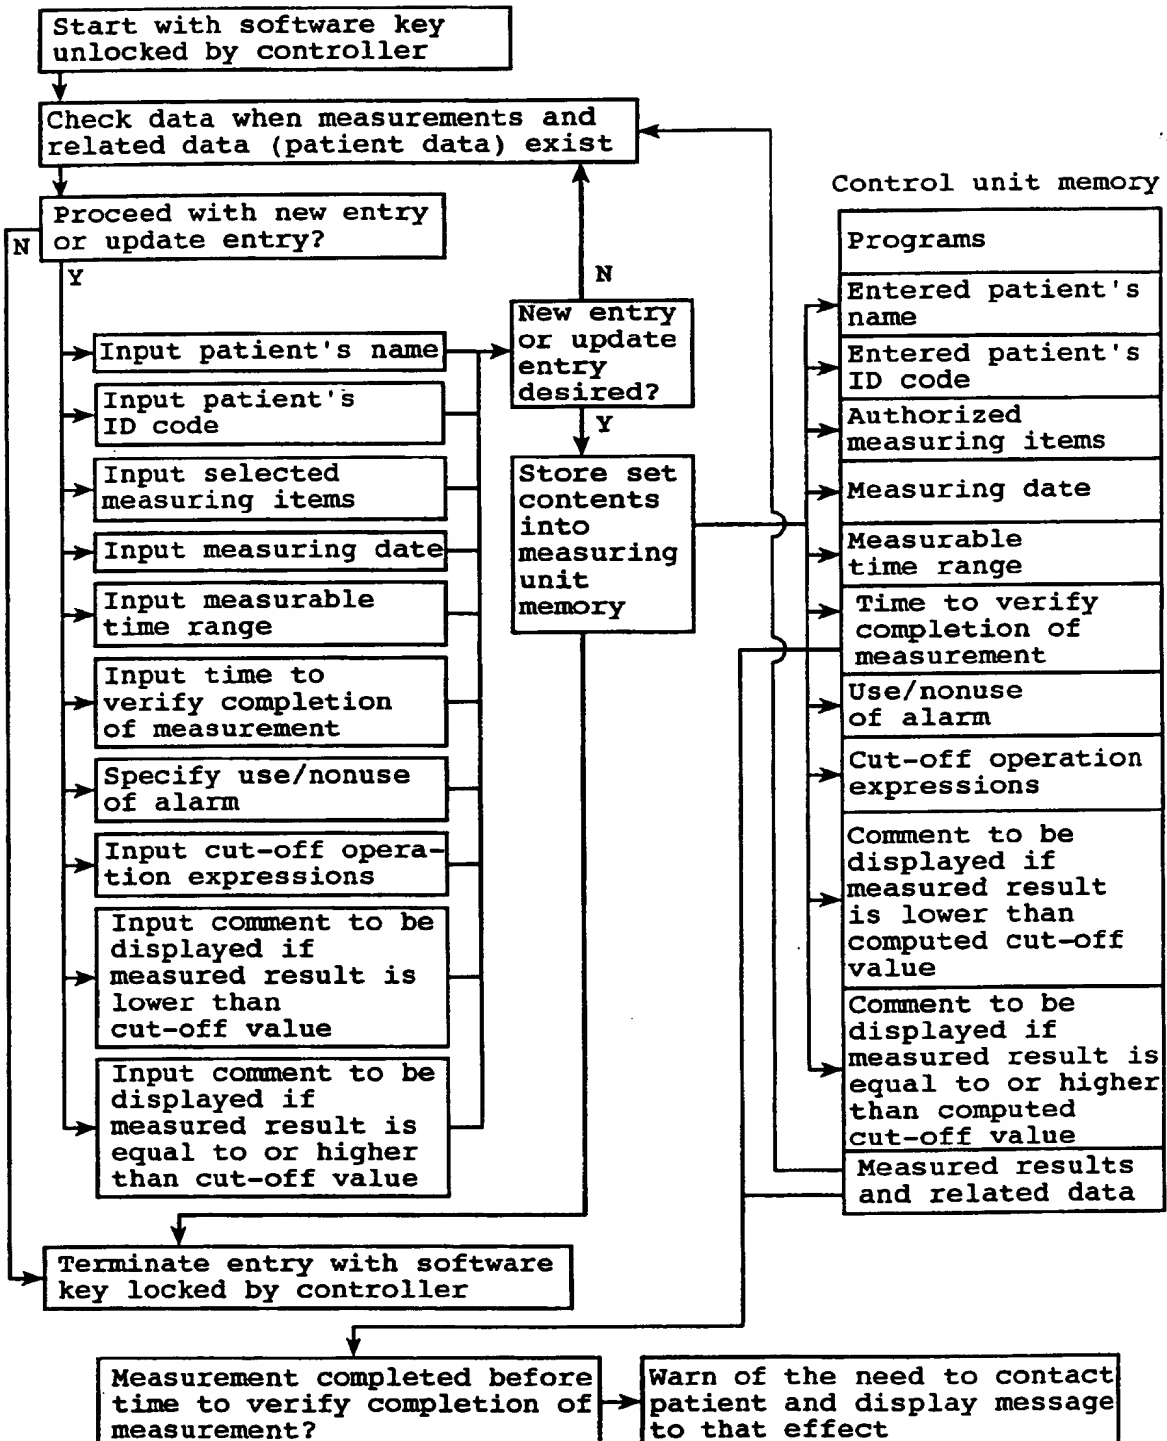 Start with software key
unlocked by controller
Check data when measurements and
related data (patient data) exist
Proceed with new entry
or update entry?
N
Y
Input patient's name
Input patient's
ID code
Input selected
measuring items
Input measuring date
Input measurable
time range
Input time to
verify completion
of measurement
Specify use/nonuse
of alarm
Input cut-off opera-
tion expressions
Input comment to be
displayed if
measured result is
lower than
cut-off value
Input comment to be
displayed if
measured result is
equal to or higher
than cut-off value
N
New entry
or update
entry
desired?
Y
Store set
contents
into
measuring
unit
memory
Control unit memory
Programs
Entered patient's
name
Entered patient's
ID code
Authorized
measuring items
Measuring date
Measurable
time range
Time to verify
completion of
measurement
Use/nonuse
of alarm
Cut-off operation
expressions
Comment to be
displayed if
measured result
is lower than
computed cut-off
value
Comment to be
displayed if
measured result is
equal to or higher
than computed
cut-off value
Measured results
and related data
Terminate entry with software
key locked by controller
Measurement completed before
time to verify completion of
measurement?
Warn of the need to contact
patient and display message
to that effect